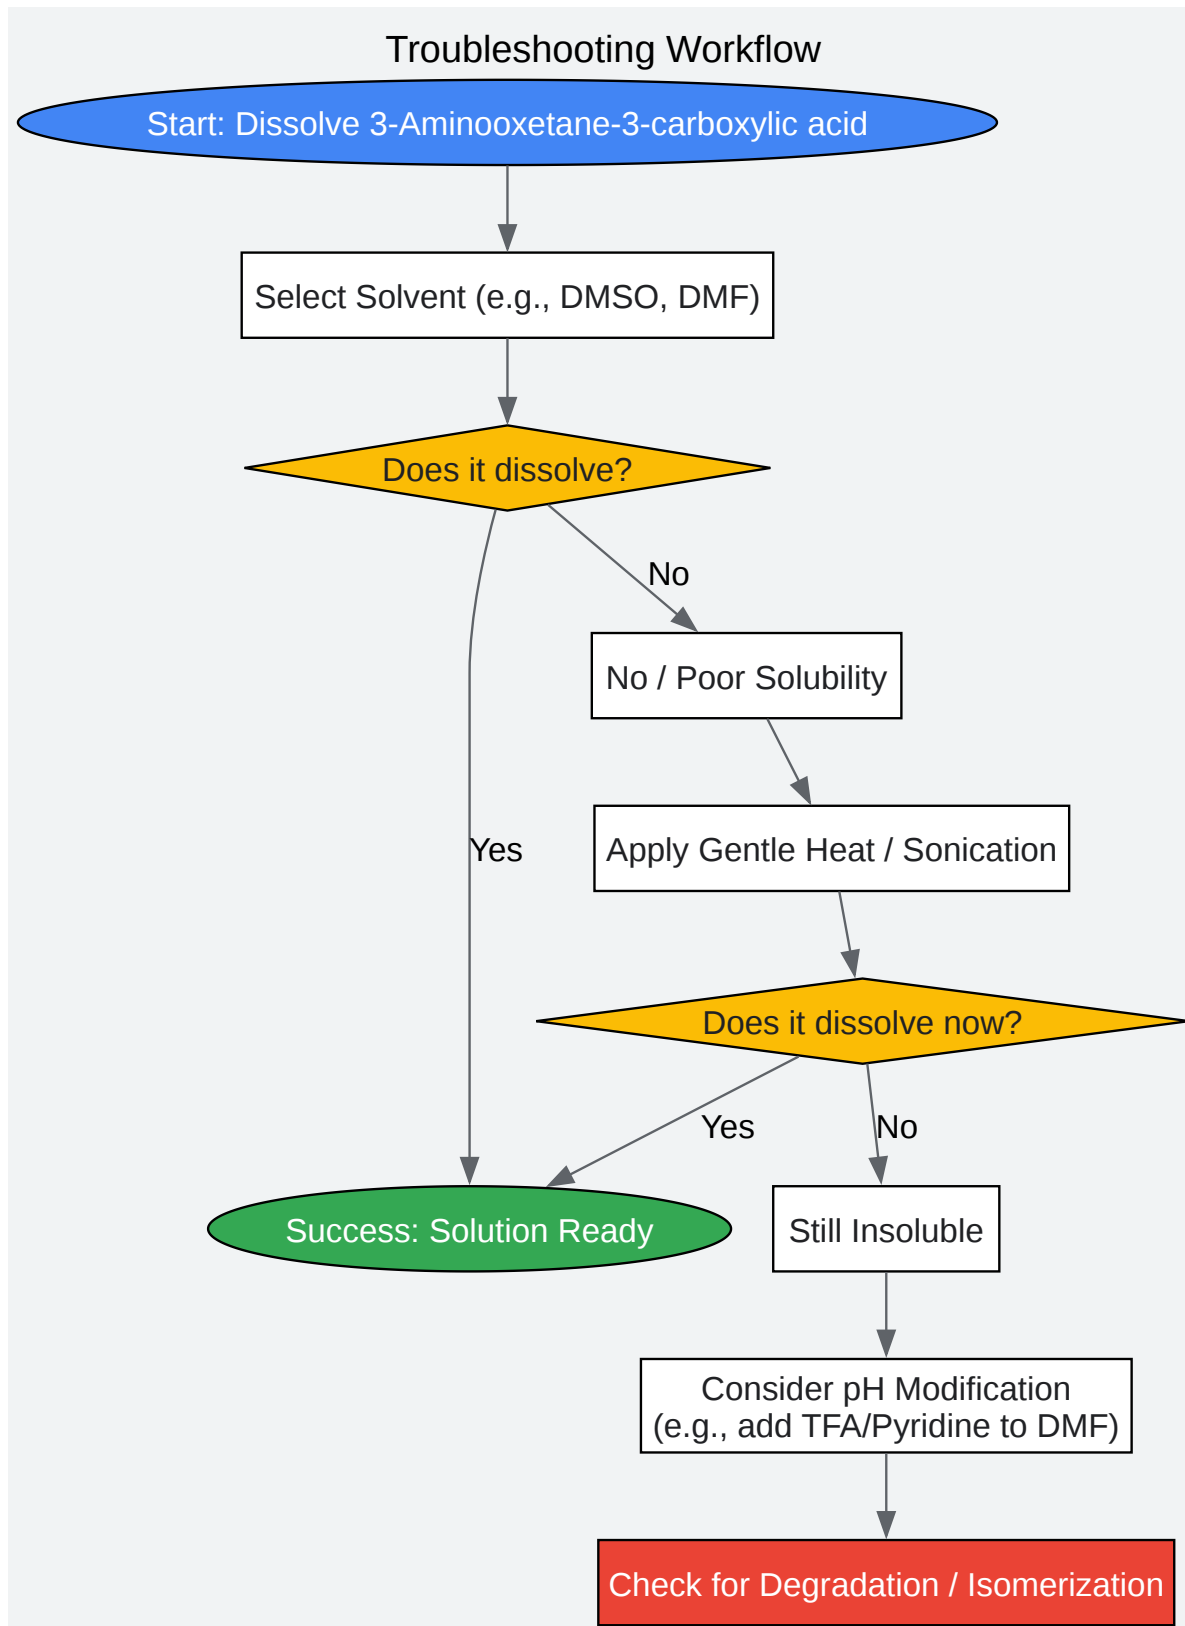 Troubleshooting Workflow
Start: Dissolve 3-Aminooxetane-3-carboxylic acid
Select Solvent (e.g., DMSO, DMF)
Does it dissolve?
No
No / Poor Solubility
Apply Gentle Heat / Sonication
Yes
Does it dissolve now?
Yes
No
Success: Solution Ready
Still Insoluble
Consider pH Modification
(e.g., add TFA/Pyridine to DMF)
Check for Degradation / Isomerization